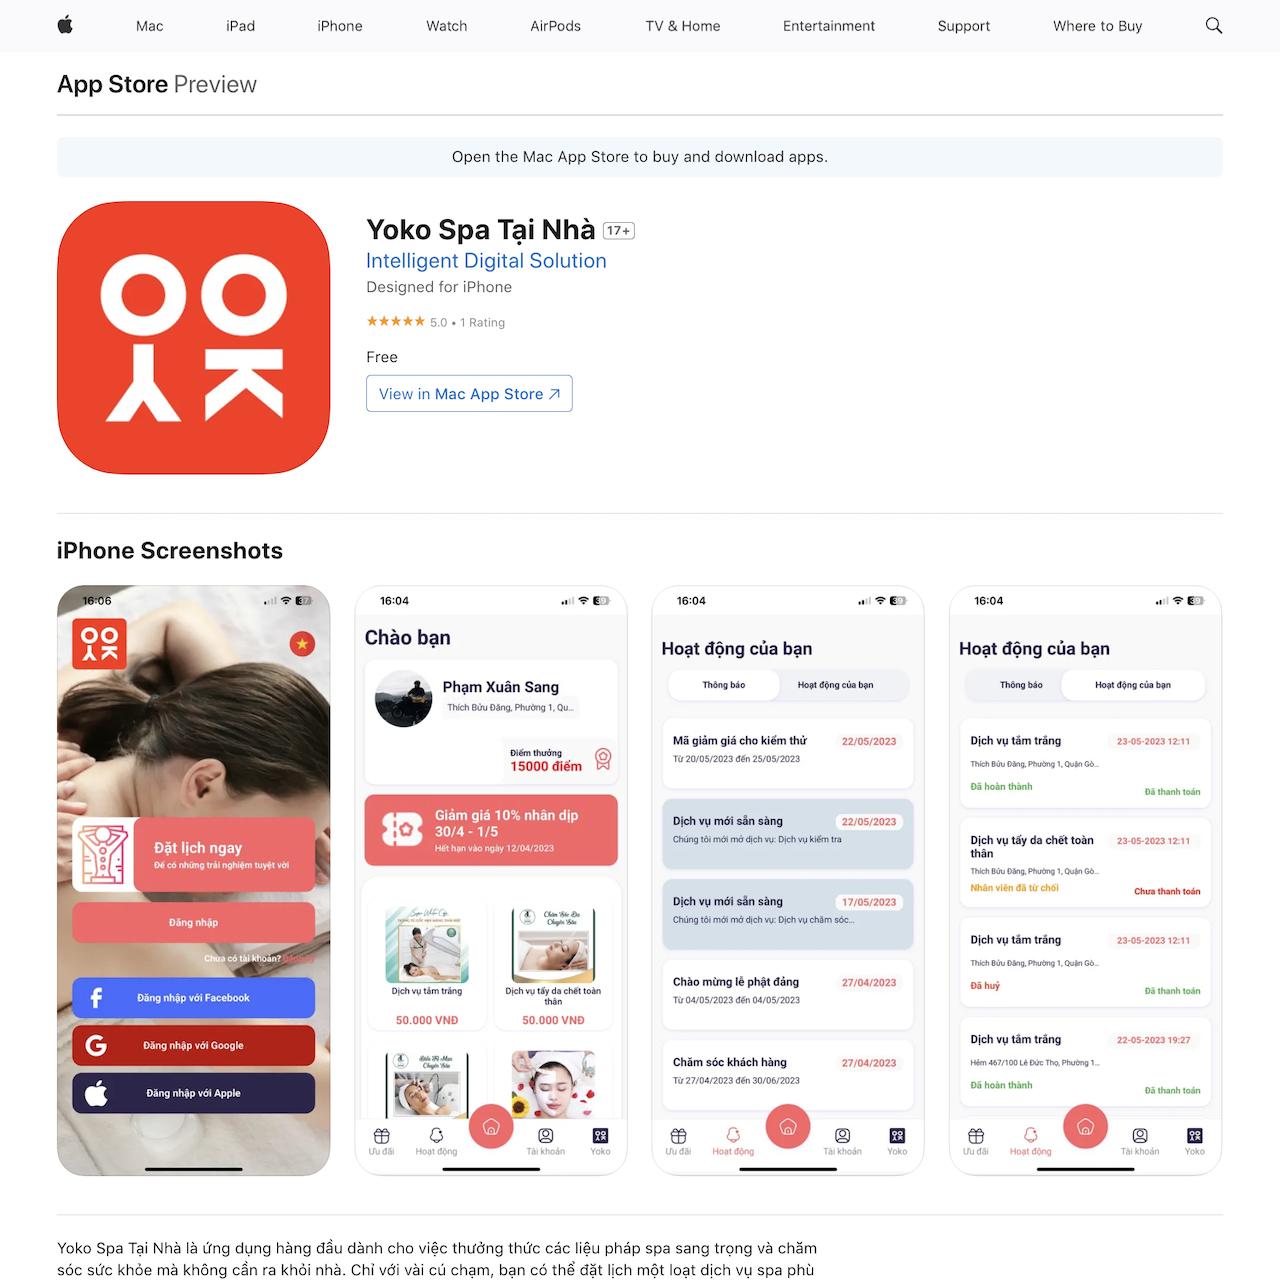 Mac
iPad
iPhone
Watch
AirPods
TV & Home
Entertainment
Support
Where to Buy
App Store Preview
Open the Mac App Store to buy and download apps.
Yoko Spa Tại Nhà 17+
Intelligent Digital Solution
Designed for iPhone
★★★★★ 5.0 • 1 Rating
Free
View in Mac App Store
OO
YK
iPhone Screenshots
16:06
37
OO
YK
Đặt lịch ngay
Để có những trải nghiệm tuyệt vời
Đăng nhập
Chưa có tài khoản? Đăng ký
Đăng nhập với Facebook
Đăng nhập với Google
Đăng nhập với Apple
16:04
39
Chào bạn
Phạm Xuân Sang
Thích Bửu Đăng, Phường 1, Qu...
Điểm thưởng
15000 điểm
Giảm giá 10% nhân dịp
30/4 - 1/5
Hết hạn vào ngày 12/04/2023
Chăm Sóc Da
Chuyên Sâu
Dịch vụ tắm trắng
50.000 VNĐ
Dịch vụ tẩy da chết toàn
thân
50.000 VNĐ
Chuyên Sâu
Ưu đãi
Hoạt động
Tài khoản
Yoko
16:04
39
Hoạt động của bạn
Thông báo
Hoạt động của bạn
Mã giảm giá cho kiểm thử
22/05/2023
Từ 20/05/2023 đến 25/05/2023
Dịch vụ mới sẵn sàng
22/05/2023
Chúng tôi mới mở dịch vụ: Dịch vụ kiểm tra
Dịch vụ mới sẵn sàng
17/05/2023
Chúng tôi mới mở dịch vụ: Dịch vụ chăm sóc...
Chào mừng lễ phật đảng
27/04/2023
Từ 04/05/2023 đến 04/05/2023
Chăm sóc khách hàng
27/04/2023
Từ 27/04/2023 đến 30/06/2023
Ưu đãi
Hoạt động
Tài khoản
Yoko
16:04
39
Hoạt động của bạn
Thông báo
Hoạt động của bạn
Dịch vụ tắm trắng
23-05-2023 12:11
Thích Bửu Đăng, Phường 1, Quận Gò...
Đã hoàn thành
Đã thanh toán
Dịch vụ tẩy da chết toàn
thân
23-05-2023 12:11
Thích Bửu Đăng, Phường 1, Quận Gò...
Nhân viên đã từ chối
Chưa thanh toán
Dịch vụ tắm trắng
23-05-2023 12:11
Thích Bửu Đăng, Phường 1, Quận Gò...
Đã huỷ
Đã thanh toán
Dịch vụ tắm trắng
22-05-2023 19:27
Hẻm 467/100 Lê Đức Thọ, Phường 1...
Đã hoàn thành
Đã thanh toán
Ưu đãi
Hoạt động
Tài khoản
Yoko
Yoko Spa Tại Nhà là ứng dụng hàng đầu dành cho việc thưởng thức các liệu pháp spa sang trọng và chăm
sóc sức khỏe mà không cần ra khỏi nhà. Chỉ với vài cú chạm, bạn có thể đặt lịch một loạt dịch vụ spa phù